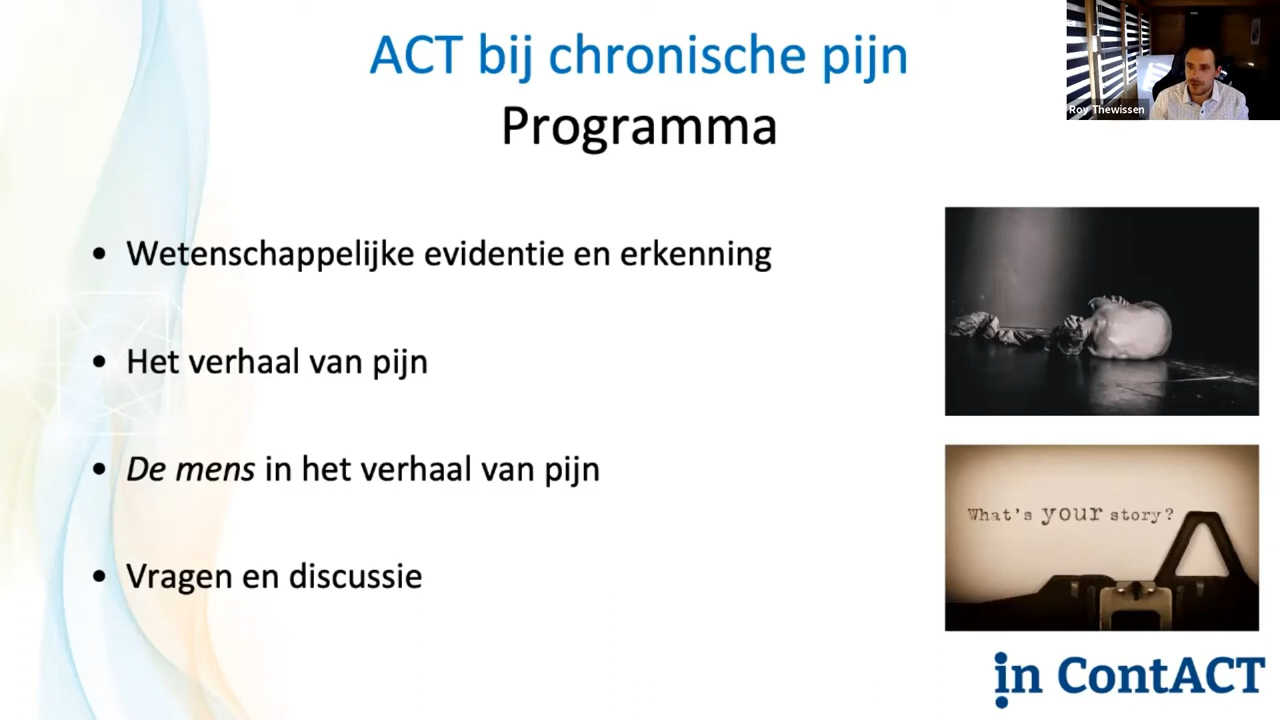 ACT bij chronische pijn
Programma
Roy Thewissen
• Wetenschappelijke evidentie en erkenning
• Het verhaal van pijn
• De mens in het verhaal van pijn
• Vragen en discussie
What's your story?
in ContACT